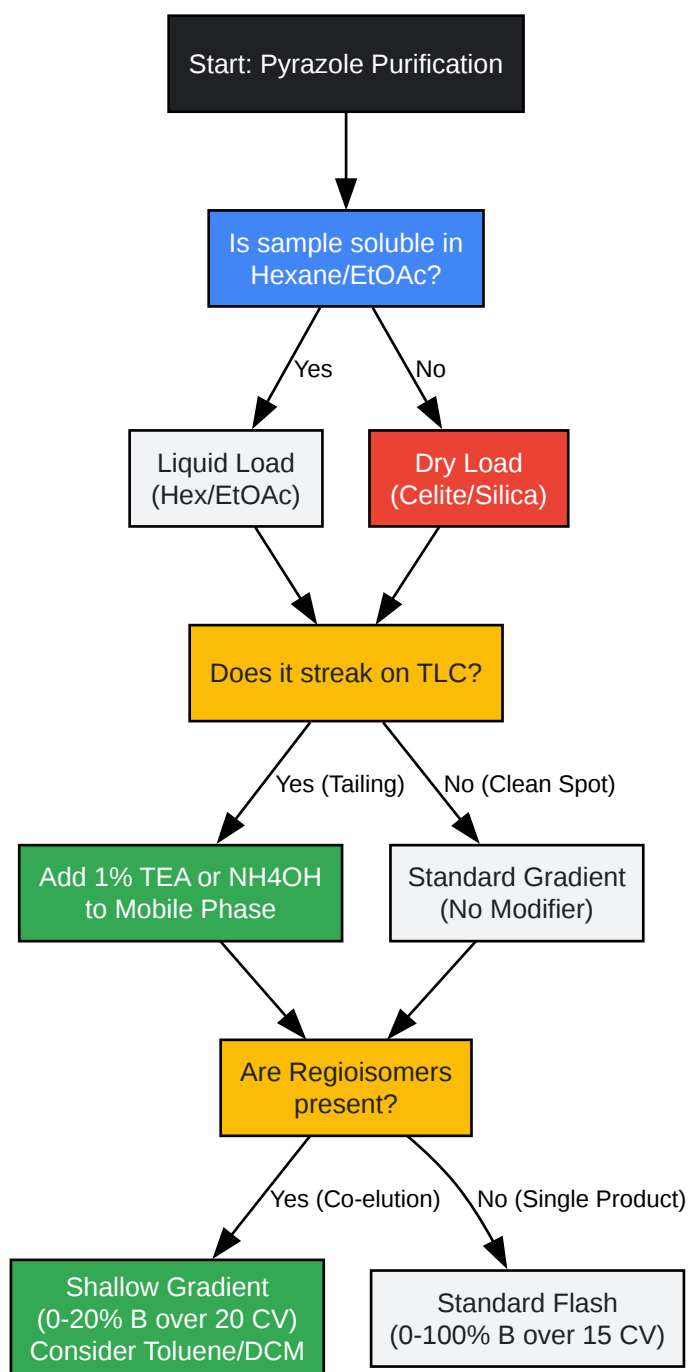 Start: Pyrazole Purification
Is sample soluble in
Hexane/EtOAc?
Yes
No
Liquid Load
(Hex/EtOAc)
Dry Load
(Celite/Silica)
Does it streak on TLC?
Yes (Tailing)
No (Clean Spot)
Add 1% TEA or NH4OH
to Mobile Phase
Standard Gradient
(No Modifier)
Are Regioisomers
present?
Yes (Co-elution)
No (Single Product)
Shallow Gradient
(0-20% B over 20 CV)
Consider Toluene/DCM
Standard Flash
(0-100% B over 15 CV)